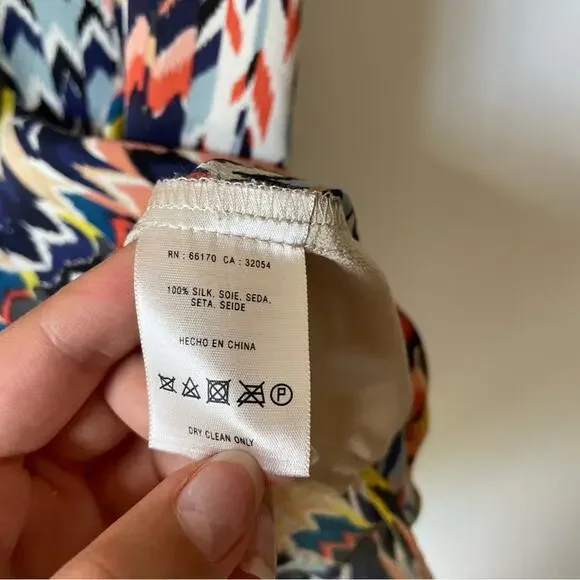 RN : 66170 CA : 32054
100% SILK, SOIE, SEDA,
SETA, SEIDE
HECHO EN CHINA
P
DRY CLEAN ONLY